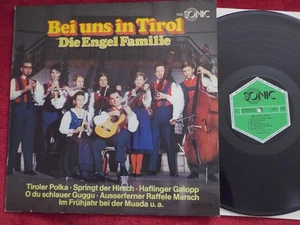 Bei uns in Tirol
SONIC
Die Engel Familie
Tiroler Polka · Springt der Hirsch · Haflinger Galopp
O du schlauer Guggu · Ausserferner Raffele Marsch
Im Frühjahr bei der Muada u. a.
SONIC